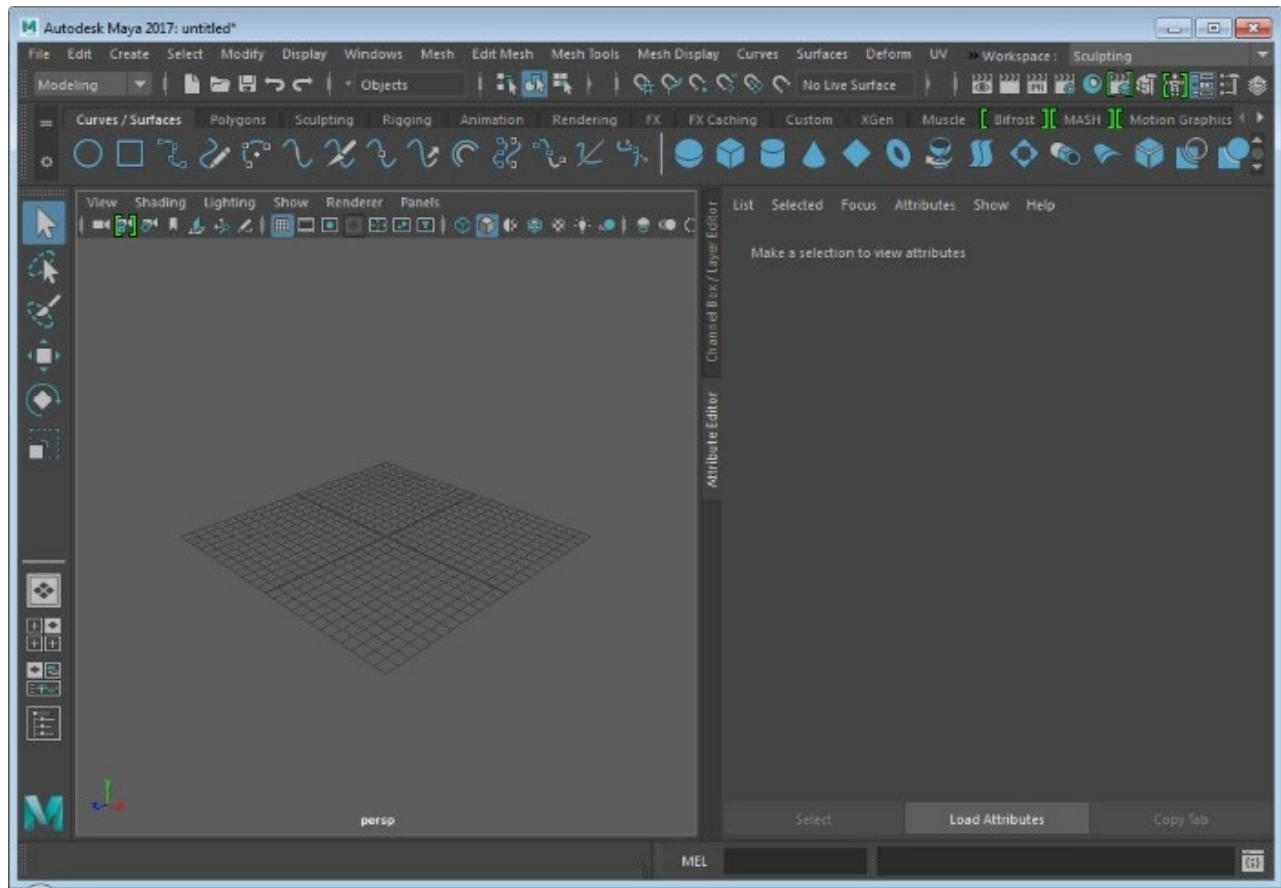 Autodesk Maya 2017: untitled*
File Edit Create Select Modify Display Windows Mesh Edit Mesh Mesh Tools Mesh Display Curves Surfaces Deform UV » Workspace : Sculpting
Modeling Objects No Live Surface IPR
Curves / Surfaces Polygons Sculpting Rigging Animation Rendering FX FX Caching Custom XGen Muscle [ Bifrost ][ MASH ][ Motion Graphics
View Shading Lighting Show Renderer Panels
List Selected Focus Attributes Show Help
Make a selection to view attributes
Channel Box / Layer Editor
Attribute Editor
persp
Select Load Attributes Copy Tab
MEL